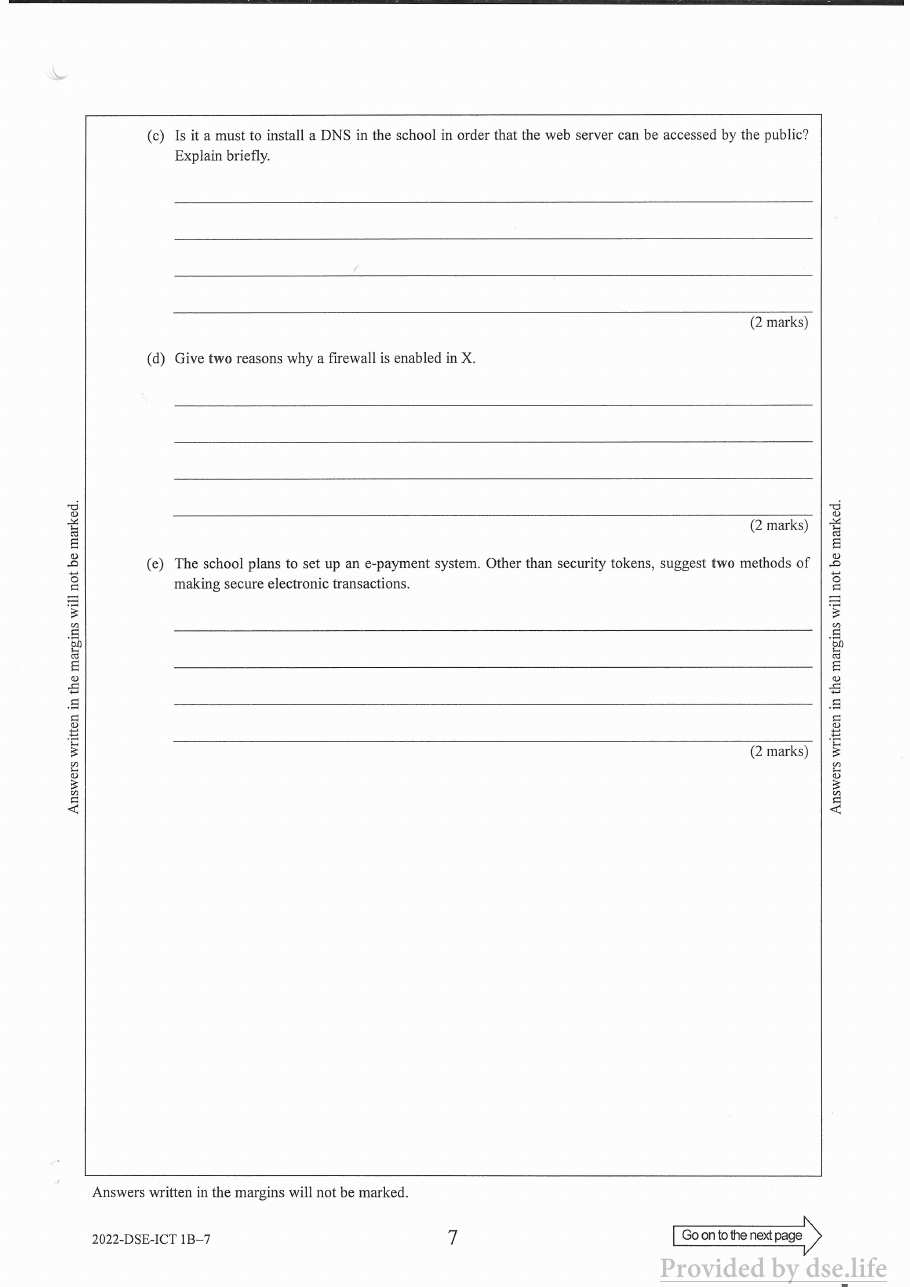 (c) Is it a must to install a DNS in the school in order that the web server can be accessed by the public?
Explain briefly.
(2 marks)
(d) Give two reasons why a firewall is enabled in X.
(2 marks)
(e) The school plans to set up an e-payment system. Other than security tokens, suggest two methods of
making secure electronic transactions.
(2 marks)
Answers written in the margins will not be marked.
Answers written in the margins will not be marked.
Answers written in the margins will not be marked.
2022-DSE-ICT 1B–7
7
Go on to the next page
Provided by dse.life